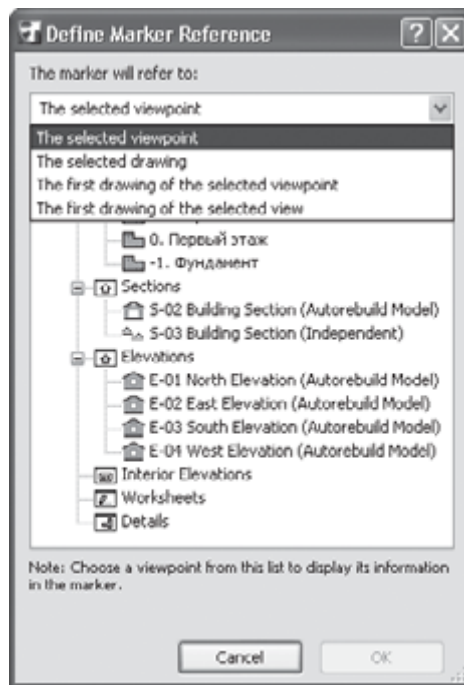 Define Marker Reference
The marker will refer to:
The selected viewpoint
The selected viewpoint
The selected drawing
The first drawing of the selected viewpoint
The first drawing of the selected view
0. Первый этаж
-1. Фундамент
Sections
S-02 Building Section (Autorebuild Model)
S-03 Building Section (Independent)
Elevations
E-01 North Elevation (Autorebuild Model)
E-02 East Elevation (Autorebuild Model)
E-03 South Elevation (Autorebuild Model)
E-04 West Elevation (Autorebuild Model)
Interior Elevations
Worksheets
Details
Note: Choose a viewpoint from this list to display its information
in the marker.
Cancel
OK